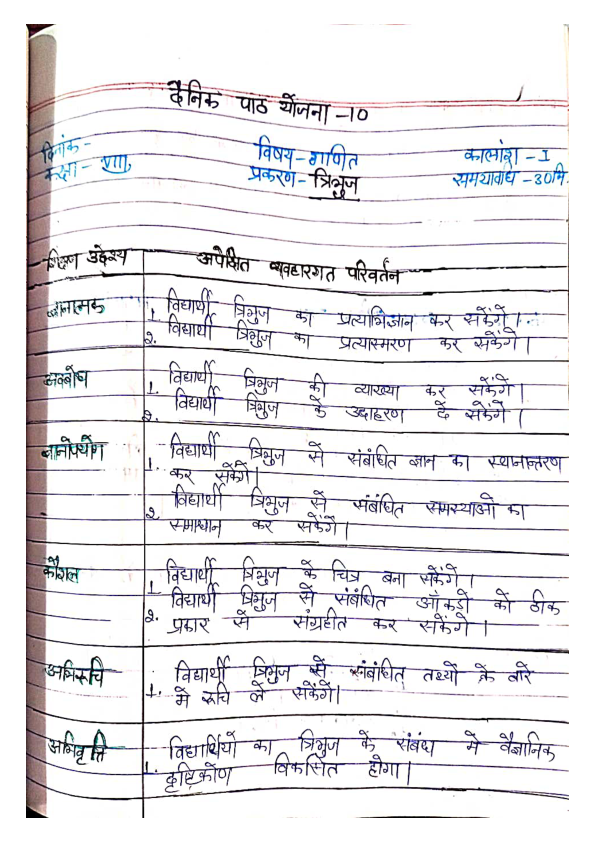 दैनिक पाठ योजना -10
दिनांक -
कक्षा - VIII
विषय - गणित
प्रकरण - त्रिभुज
कालांश - I
समयावधि - 30मि.
शिक्षण उद्देश्य
अपेक्षित व्यवहारगत परिवर्तन
ज्ञानात्मक
1. विद्यार्थी त्रिभुज का प्रत्याभिज्ञान कर सकेंगे।
2. विद्यार्थी त्रिभुज का प्रत्यास्मरण कर सकेंगे।
अवबोध
1. विद्यार्थी त्रिभुज की व्याख्या कर सकेंगे।
2. विद्यार्थी त्रिभुज के उदाहरण दे सकेंगे।
ज्ञानोपयोग
1. विद्यार्थी त्रिभुज से संबंधित ज्ञान का स्थानान्तरण
कर सकेंगे।
2. विद्यार्थी त्रिभुज से संबंधित समस्याओ का
समाधान कर सकेंगे।
कौशल
1. विद्यार्थी त्रिभुज के चित्र बना सकेंगे।
2. विद्यार्थी त्रिभुज से संबंधित आँकडो को ठीक
प्रकार से संग्रहीत कर सकेंगे।
अभिरूचि
1. विद्यार्थी त्रिभुज से संबंधित तथ्यों के बारे
मे रूचि ले सकेंगे।
अभिवृत्ति
1. विद्यार्थियों का त्रिभुज के संबंध मे वैज्ञानिक
दृष्टिकोण विकसित होगा।